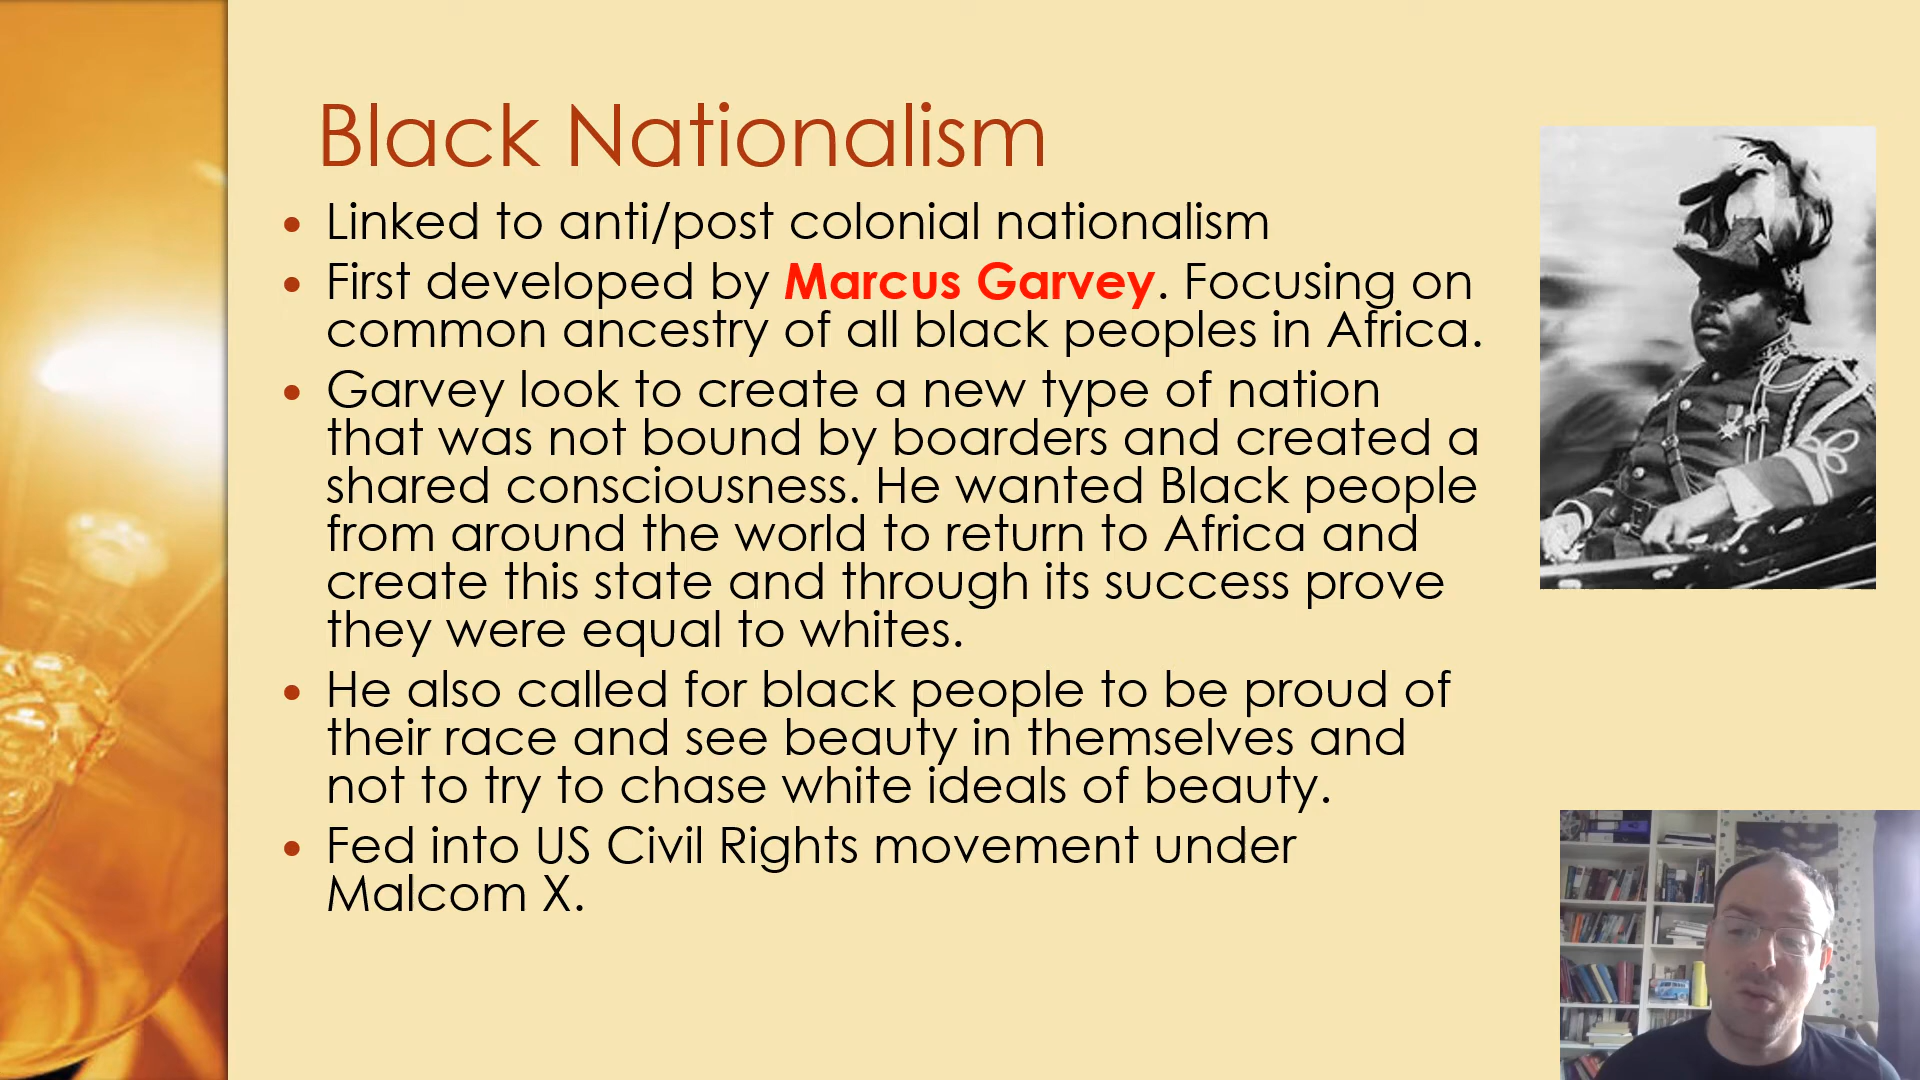 Black Nationalism
• Linked to anti/post colonial nationalism
• First developed by Marcus Garvey. Focusing on
common ancestry of all black peoples in Africa.
• Garvey look to create a new type of nation
that was not bound by boarders and created a
shared consciousness. He wanted Black people
from around the world to return to Africa and
create this state and through its success prove
they were equal to whites.
• He also called for black people to be proud of
their race and see beauty in themselves and
not to try to chase white ideals of beauty.
• Fed into US Civil Rights movement under
Malcom X.